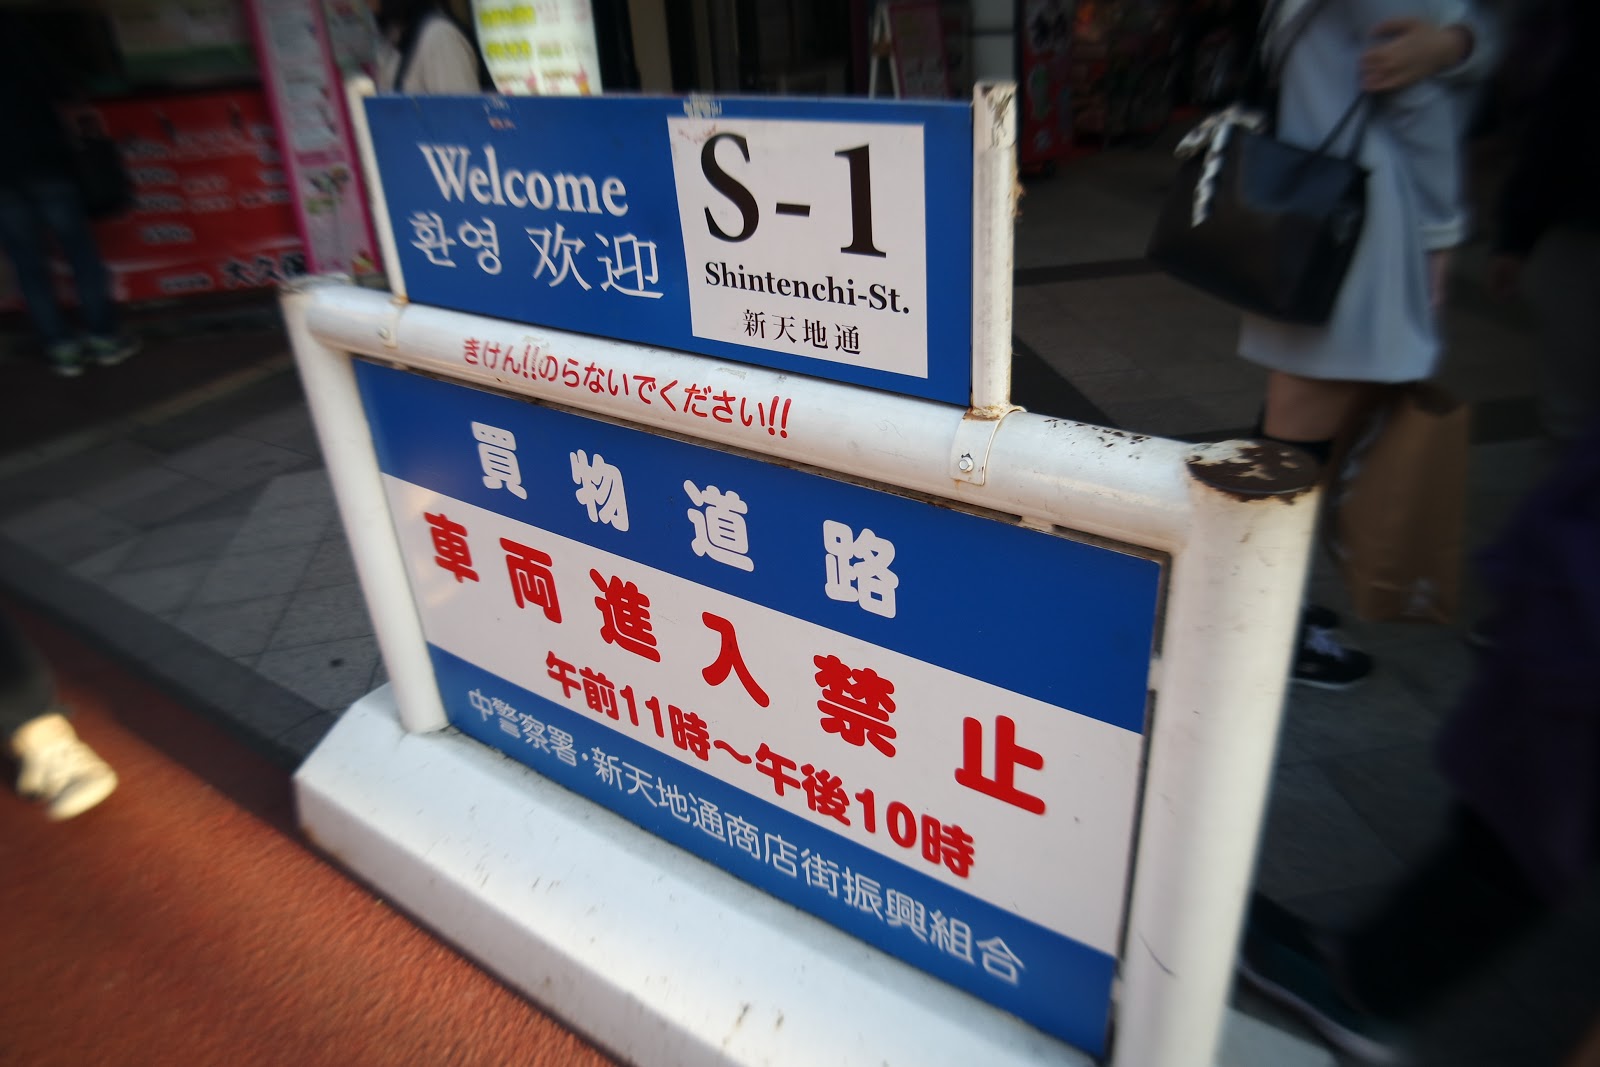 Welcome
환영 欢迎
S-1
Shintenchi-St.
新天地通
きけん!!のらないでください!!
買物道路
車両進入禁止
午前11時～午後10時
中警察署・新天地通商店街振興組合
大久保